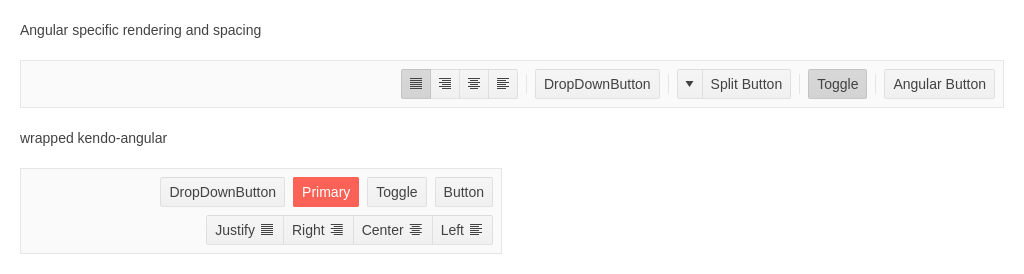 Angular specific rendering and spacing
DropDownButton Split Button Toggle Angular Button
wrapped kendo-angular
DropDownButton Primary Toggle Button
Justify Right Center Left